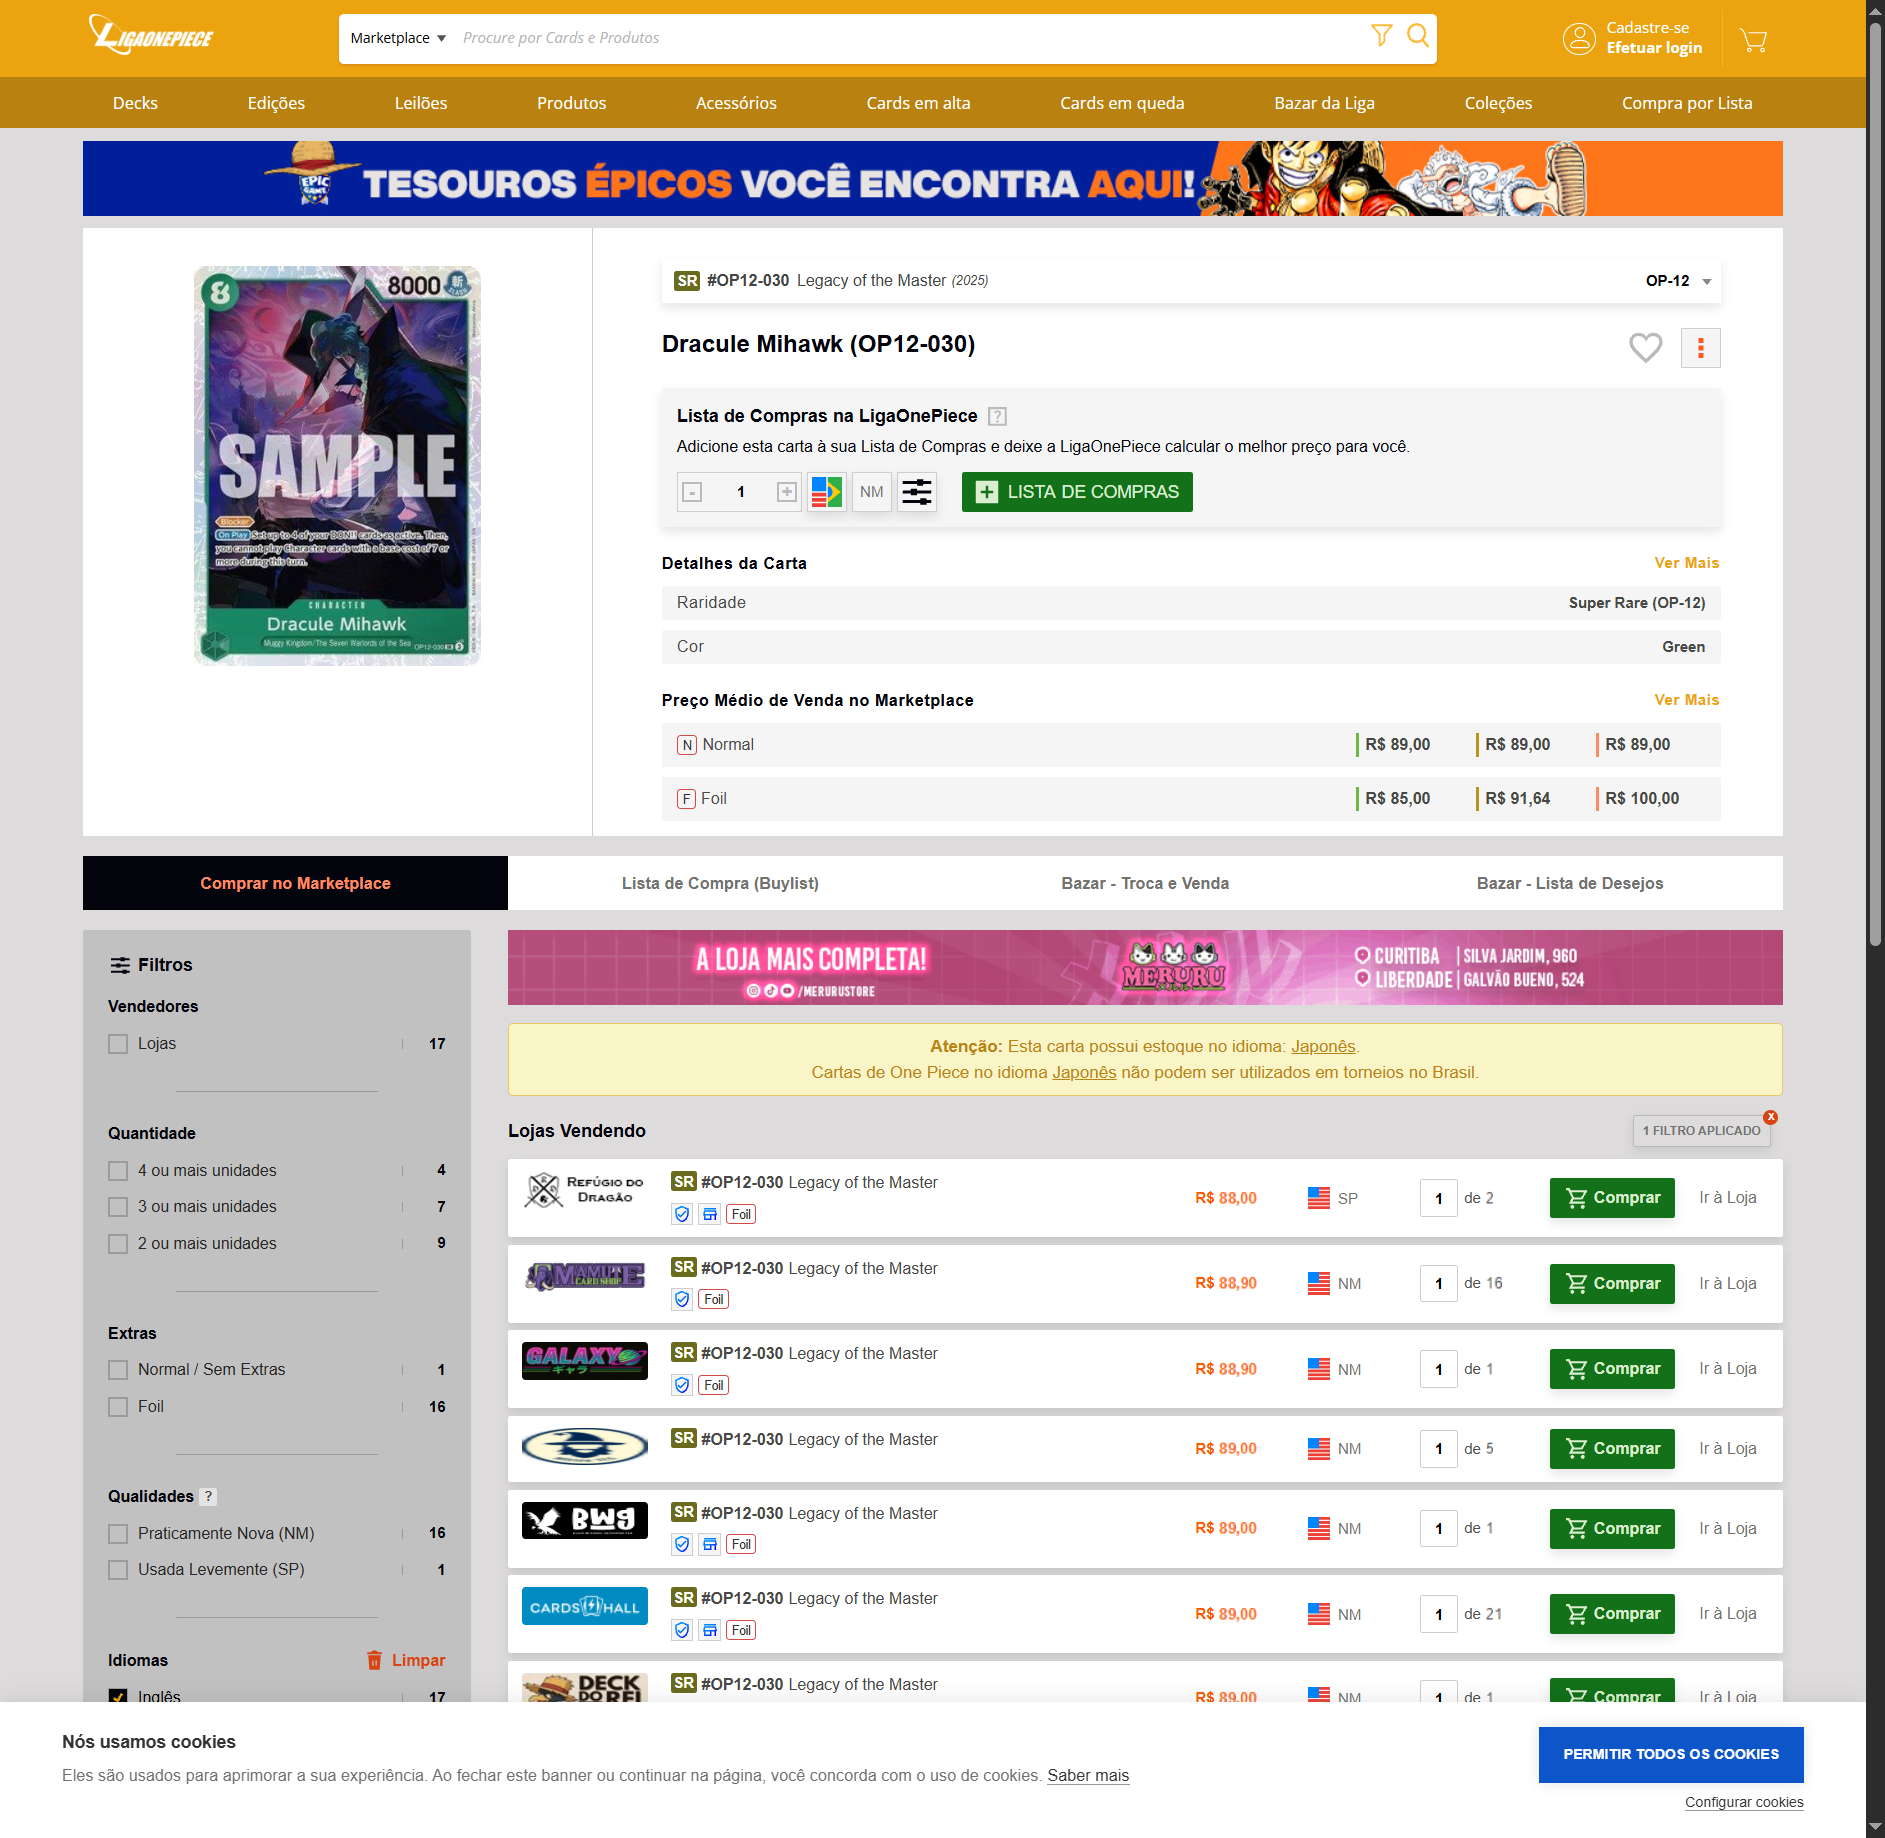 LIGAONEPIECE
Marketplace
Procure por Cards e Produtos
Cadastre-se
Efetuar login
Decks
Edições
Leilões
Produtos
Acessórios
Cards em alta
Cards em queda
Bazar da Liga
Coleções
Compra por Lista
EPIC GAME
TESOUROS ÉPICOS VOCÊ ENCONTRA AQUI!
8
8000
SAMPLE
Blocker
On Play Set up to 4 of your DON!! cards as active. Then,
you cannot play Character cards with a base cost of 7 or
more during this turn.
CHARACTER
Dracule Mihawk
Muggy Kingdom/The Seven Warlords of the Sea
OP12-030 SR
SR #OP12-030 Legacy of the Master (2025)
OP-12
Dracule Mihawk (OP12-030)
Lista de Compras na LigaOnePiece ?
Adicione esta carta à sua Lista de Compras e deixe a LigaOnePiece calcular o melhor preço para você.
- 1 +
NM
LISTA DE COMPRAS
Detalhes da Carta
Ver Mais
Raridade
Super Rare (OP-12)
Cor
Green
Preço Médio de Venda no Marketplace
Ver Mais
N Normal
R$ 89,00
R$ 89,00
R$ 89,00
F Foil
R$ 85,00
R$ 91,64
R$ 100,00
Comprar no Marketplace
Lista de Compra (Buylist)
Bazar - Troca e Venda
Bazar - Lista de Desejos
Filtros
Vendedores
Lojas 17
Quantidade
4 ou mais unidades 4
3 ou mais unidades 7
2 ou mais unidades 9
Extras
Normal / Sem Extras 1
Foil 16
Qualidades ?
Praticamente Nova (NM) 16
Usada Levemente (SP) 1
Idiomas
Limpar
Inglês 17
A LOJA MAIS COMPLETA!
/MERURUSTORE
MERURU
CURITIBA | SILVA JARDIM, 960
LIBERDADE | GALVÃO BUENO, 524
Atenção: Esta carta possui estoque no idioma: Japonês.
Cartas de One Piece no idioma Japonês não podem ser utilizados em torneios no Brasil.
Lojas Vendendo
1 FILTRO APLICADO
X
REFÚGIO DO DRAGÃO
SR #OP12-030 Legacy of the Master
Foil
R$ 88,00
SP
1 de 2
Comprar
Ir à Loja
MAMUTE
CARD SHOP
SR #OP12-030 Legacy of the Master
Foil
R$ 88,90
NM
1 de 16
Comprar
Ir à Loja
GALAXY
ギャラ
SR #OP12-030 Legacy of the Master
Foil
R$ 88,90
NM
1 de 1
Comprar
Ir à Loja
SR #OP12-030 Legacy of the Master
R$ 89,00
NM
1 de 5
Comprar
Ir à Loja
BWG
SR #OP12-030 Legacy of the Master
Foil
R$ 89,00
NM
1 de 1
Comprar
Ir à Loja
CARDS HALL
SR #OP12-030 Legacy of the Master
Foil
R$ 89,00
NM
1 de 21
Comprar
Ir à Loja
DECK
DO REI
SR #OP12-030 Legacy of the Master
R$ 89,00
NM
1 de 1
Comprar
Ir à Loja
Nós usamos cookies
Eles são usados para aprimorar a sua experiência. Ao fechar este banner ou continuar na página, você concorda com o uso de cookies. Saber mais
PERMITIR TODOS OS COOKIES
Configurar cookies